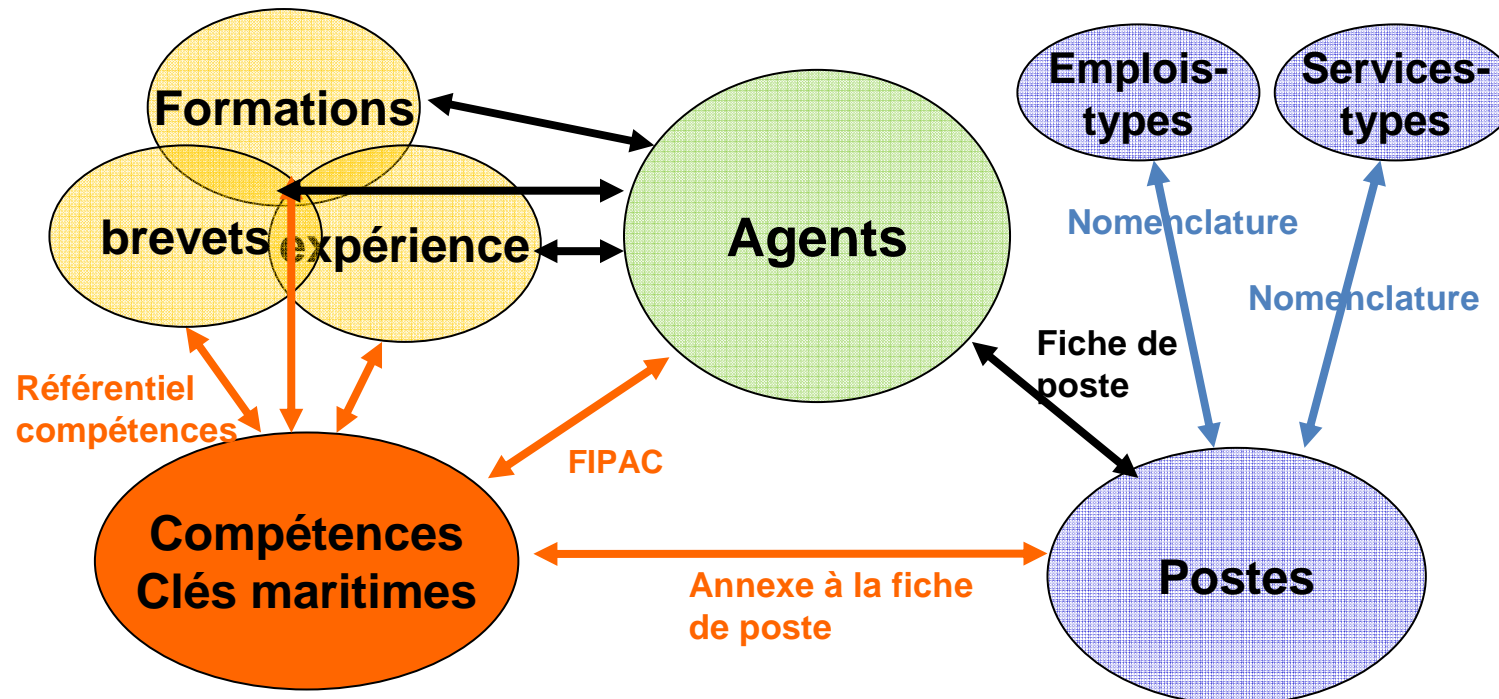 Formations
brevets
expérience
Agents
Emplois-
types
Services-
types
Nomenclature
Nomenclature
Fiche de
poste
Référentiel
compétences
FIPAC
Compétences
Clés maritimes
Annexe à la fiche
de poste
Postes